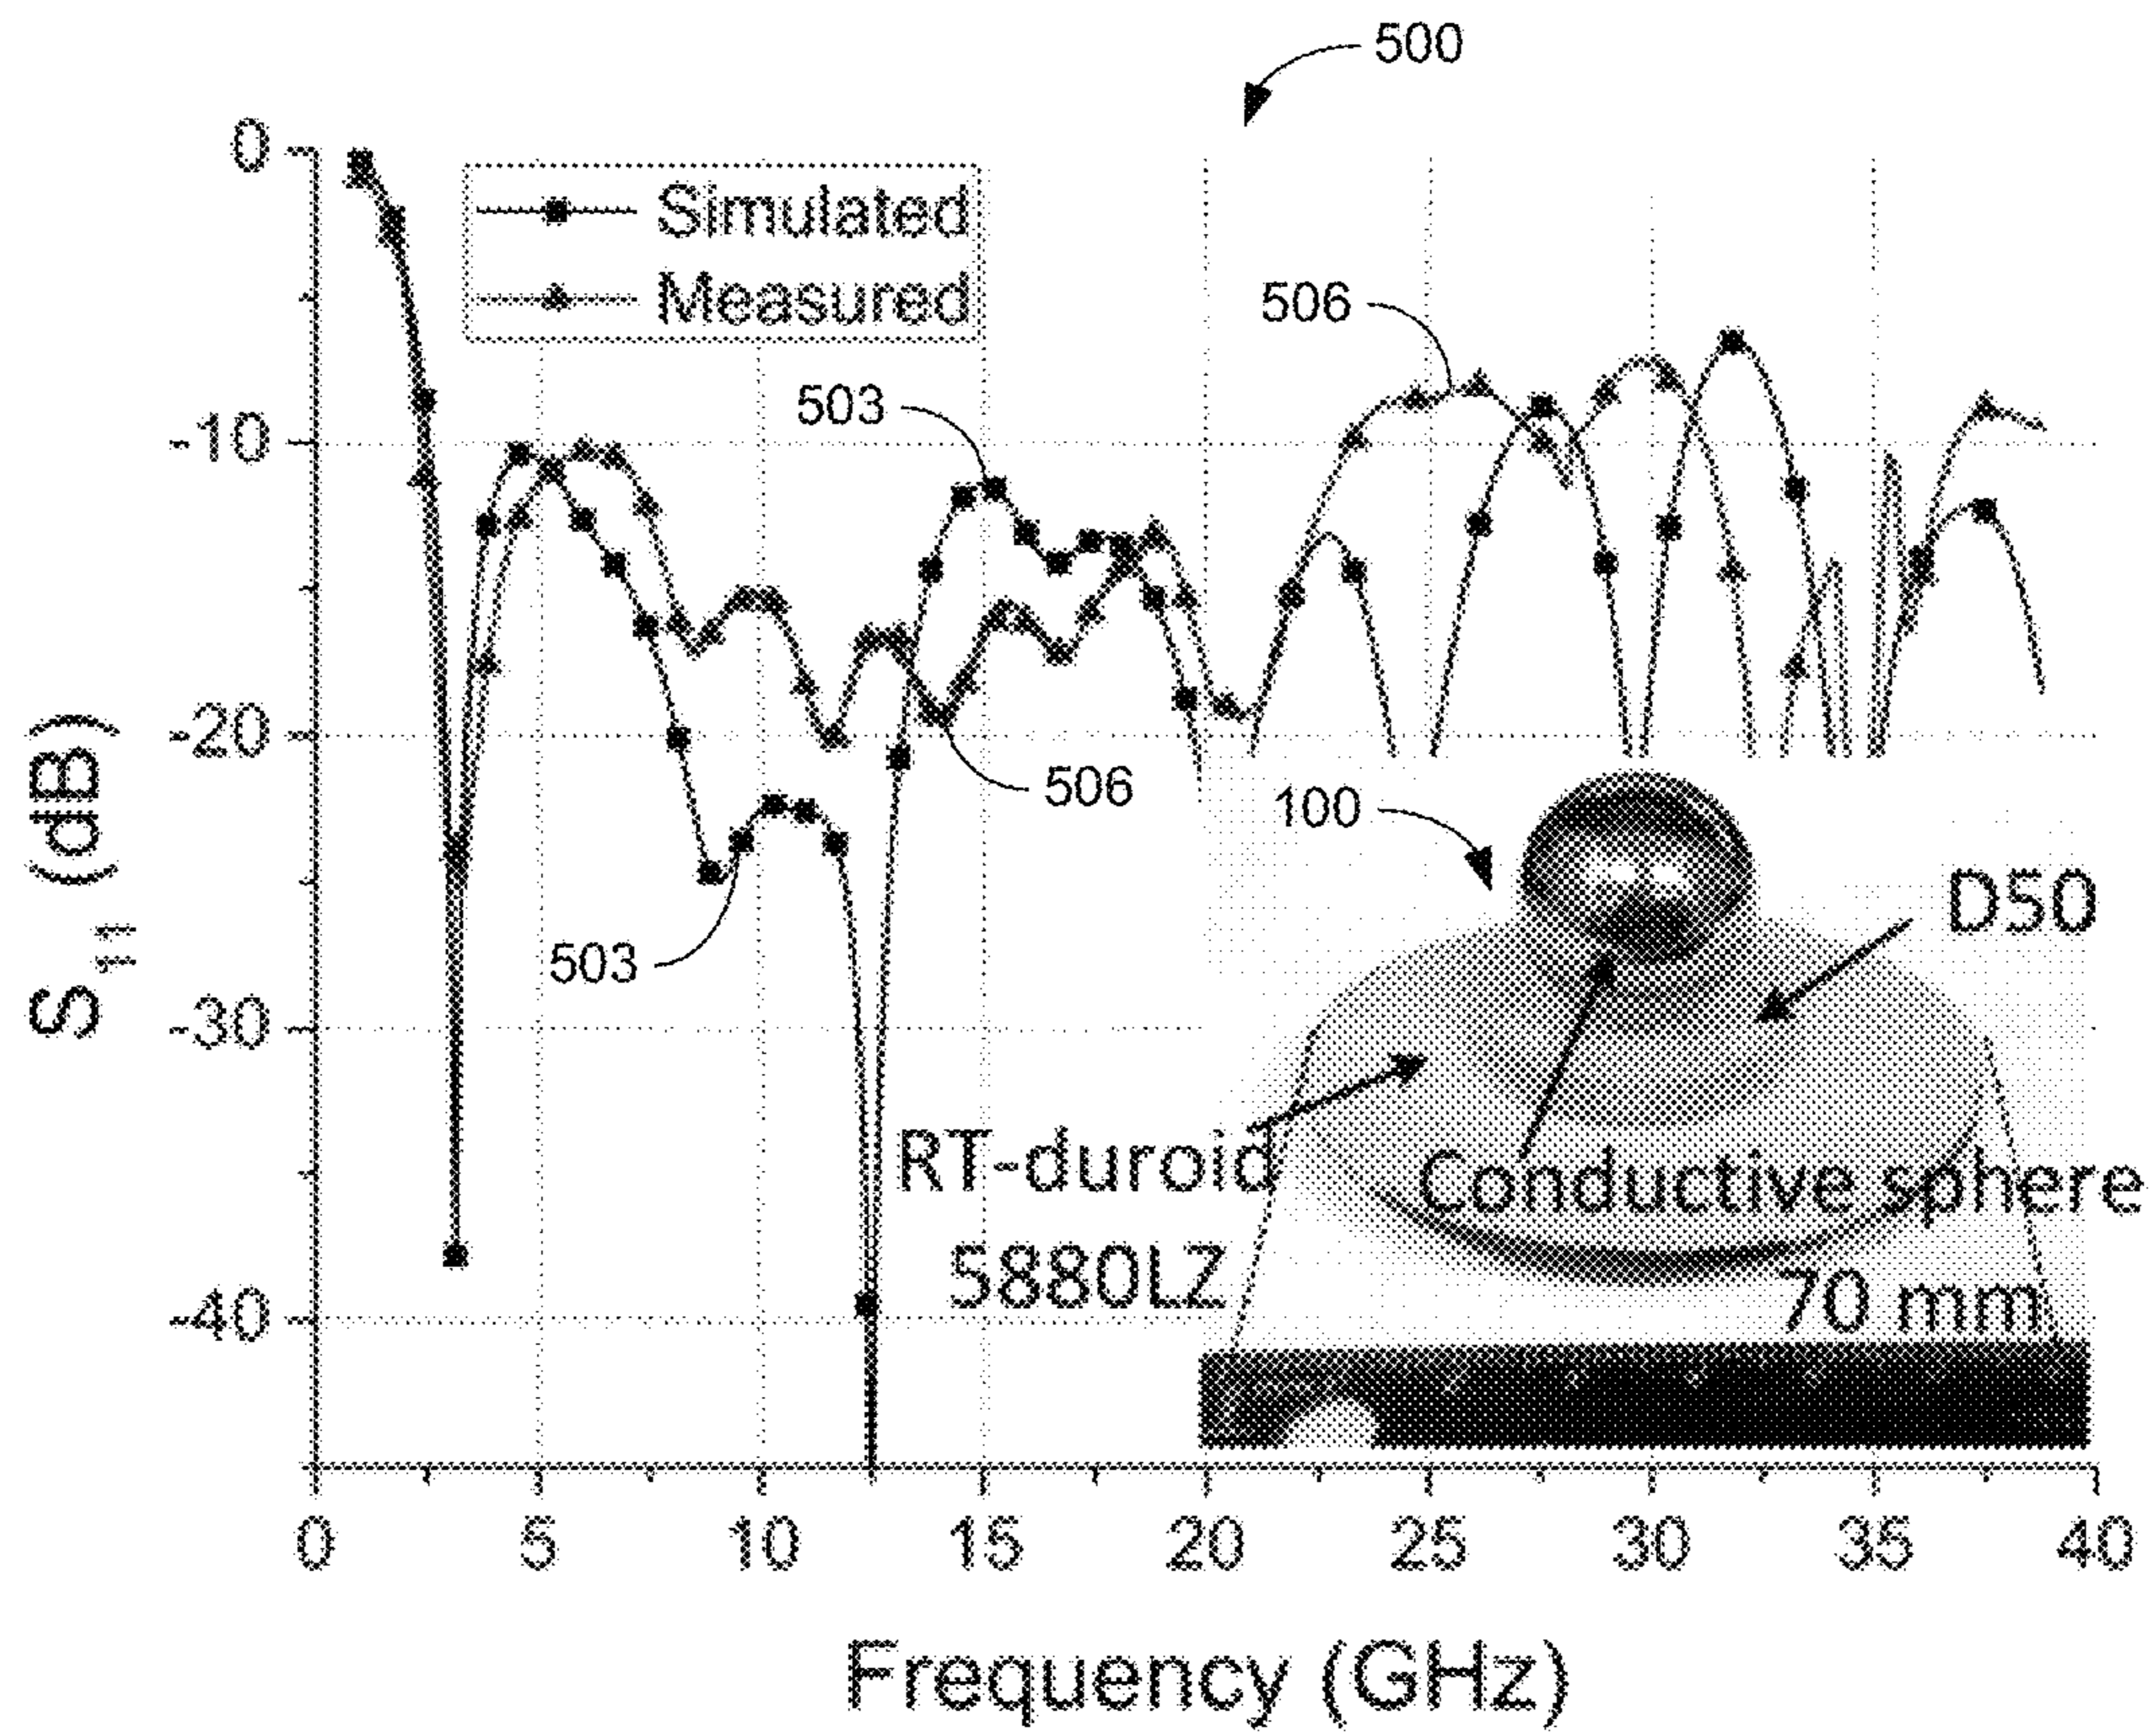 500
0
Simulated
Measured
506
503
-10
-20
506
100
D50
503
S11 (dB)
-30
RT-duroid
Conductive sphere
5880LZ
70 mm
-40
0 5 10 15 20 25 30 35 40
Frequency (GHz)